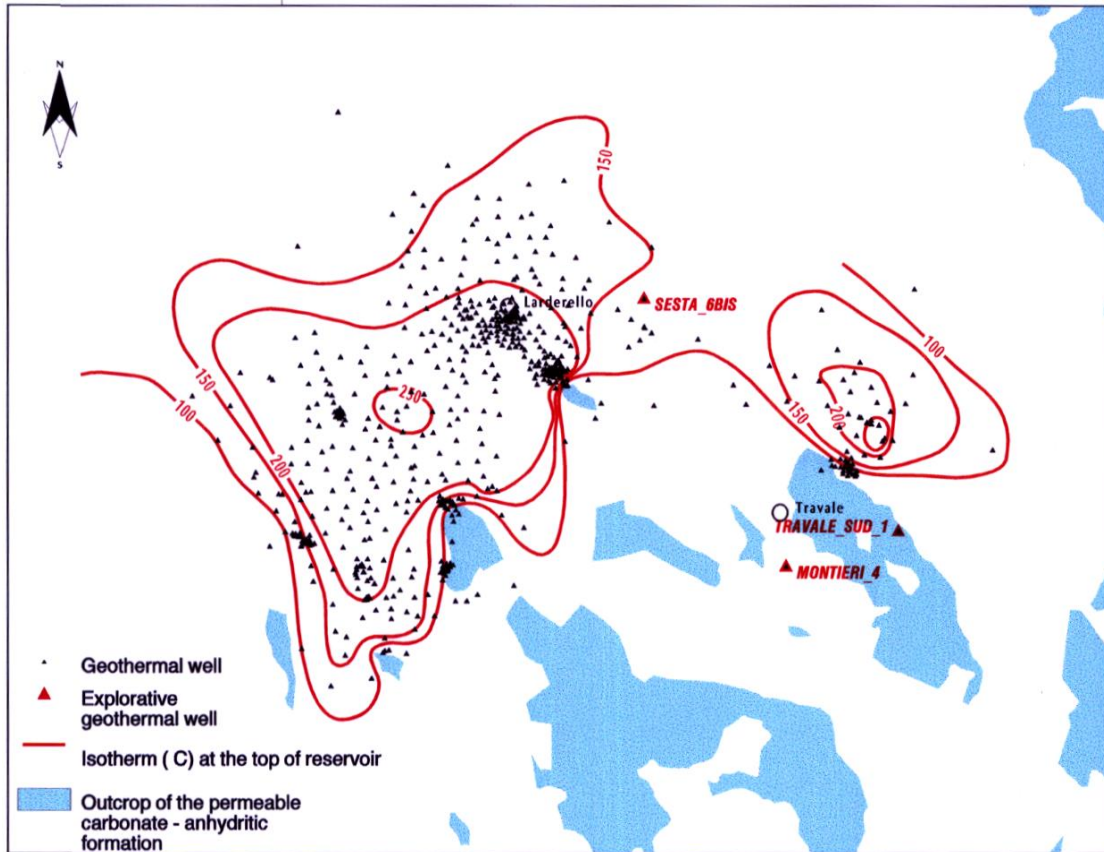 N
S
150
Larderello
SESTA_6BIS
100
150
250
100
150
200
200
Travale
TRAVALE_SUD_1
MONTIERI_4
Geothermal well
Explorative
geothermal well
Isotherm ( C) at the top of reservoir
Outcrop of the permeable
carbonate - anhydritic
formation